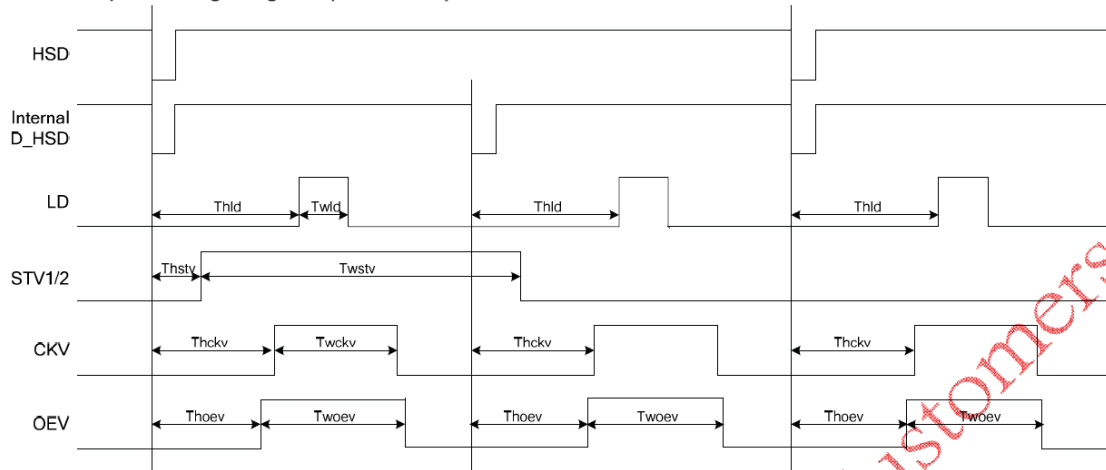 HSD
Internal
D_HSD
LD
Thld Twld Thld Thld
STV1/2
Thstv Twstv
CKV
Thckv Twckv Thckv Thckv
OEV
Thoev Twoev Thoev Twoev Thoev Twoev
ustomers